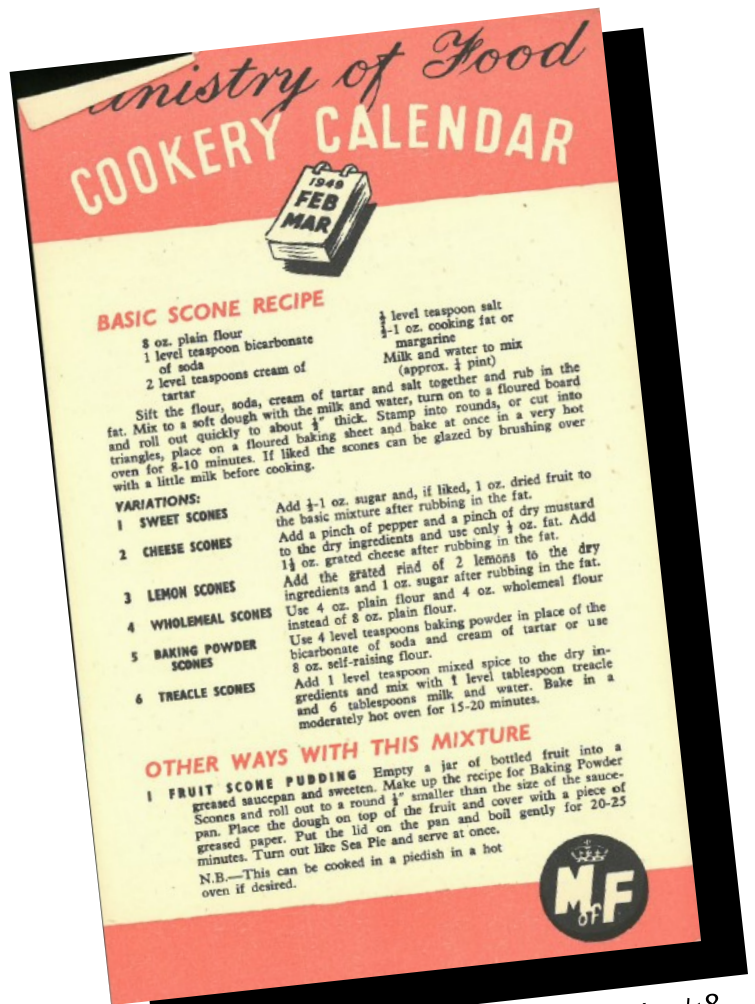 inistry of Food
COOKERY CALENDAR
FEB
MAR
BASIC SCONE RECIPE
8 oz. plain flour
1 level teaspoon bicarbonate
of soda
2 level teaspoons cream of
tartar
½ level teaspoon salt
½-1 oz. cooking fat or
margarine
Milk and water to mix
(approx. ¼ pint)
Sift the flour, soda, cream of tartar and salt together and rub in the
fat. Mix to a soft dough with the milk and water, turn on to a floured board
and roll out quickly to about ½" thick. Stamp into rounds, or cut into
triangles, place on a floured baking sheet and bake at once in a very hot
oven for 8-10 minutes. If liked the scones can be glazed by brushing over
with a little milk before cooking.
VARIATIONS:
1 SWEET SCONES Add ½-1 oz. sugar and, if liked, 1 oz. dried fruit to
the basic mixture after rubbing in the fat.
2 CHEESE SCONES Add a pinch of pepper and a pinch of dry mustard
to the dry ingredients and use only ½ oz. fat. Add
1½ oz. grated cheese after rubbing in the fat.
3 LEMON SCONES Add the grated rind of 2 lemons to the dry
ingredients and 1 oz. sugar after rubbing in the fat.
4 WHOLEMEAL SCONES Use 4 oz. plain flour and 4 oz. wholemeal flour
instead of 8 oz. plain flour.
5 BAKING POWDER Use 4 level teaspoons baking powder in place of the
SCONES bicarbonate of soda and cream of tartar or use
8 oz. self-raising flour.
6 TREACLE SCONES Add 1 level teaspoon mixed spice to the dry in-
gredients and mix with 1 level tablespoon treacle
and 6 tablespoons milk and water. Bake in a
moderately hot oven for 15-20 minutes.
OTHER WAYS WITH THIS MIXTURE
1 FRUIT SCONE PUDDING Empty a jar of bottled fruit into a
greased saucepan and sweeten. Make up the recipe for Baking Powder
Scones and roll out to a round ½" smaller than the size of the sauce-
pan. Place the dough on top of the fruit and cover with a piece of
greased paper. Put the lid on the pan and boil gently for 20-25
minutes. Turn out like Sea Pie and serve at once.
N.B.—This can be cooked in a piedish in a hot
oven if desired.
M of F